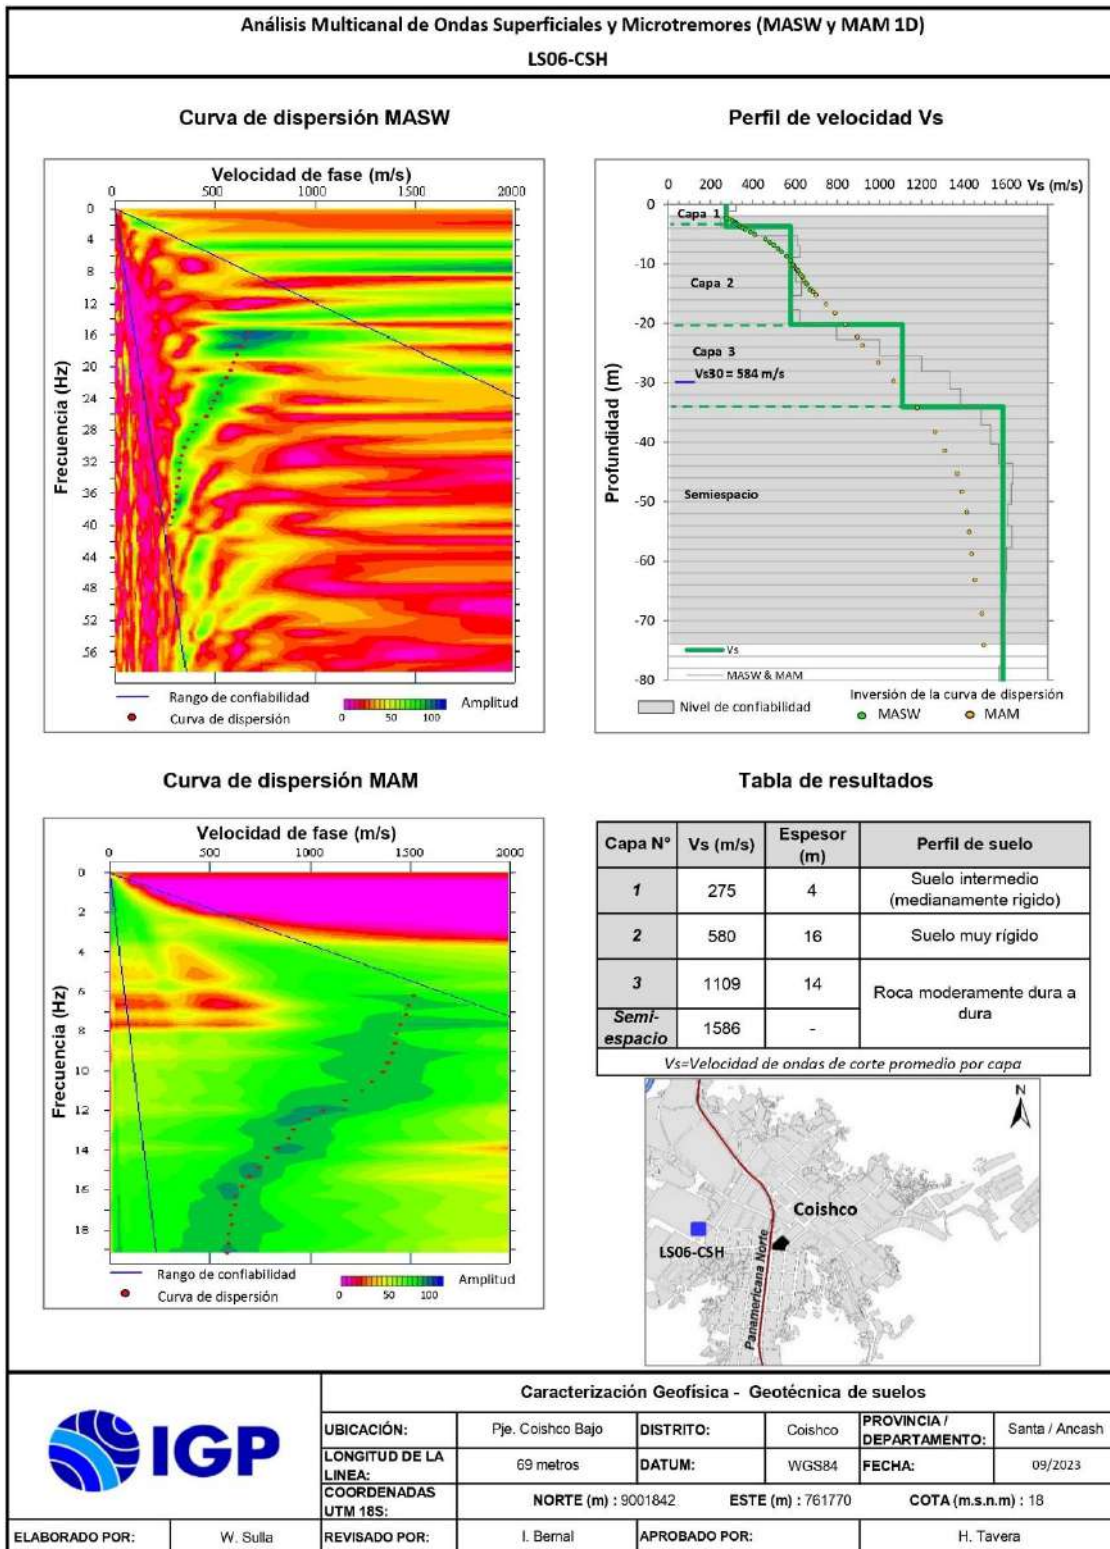 Análisis Multicanal de Ondas Superficiales y Microtremores (MASW y MAM 1D)
LS06-CSH
Curva de dispersión MASW
Velocidad de fase (m/s)
0 500 1000 1500 2000
Frecuencia (Hz)
0
4
8
12
16
20
24
28
32
36
40
44
48
52
56
Rango de confiabilidad
Curva de dispersión
0 50 100
Amplitud
Perfil de velocidad Vs
0 200 400 600 800 1000 1200 1400 1600 Vs (m/s)
Profundidad (m)
0
-10
-20
-30
-40
-50
-60
-70
-80
Capa 1
Capa 2
Capa 3
Vs30 = 584 m/s
Semiespacio
Vs
MASW & MAM
Nivel de confiabilidad
Inversión de la curva de dispersión
MASW MAM
Curva de dispersión MAM
Velocidad de fase (m/s)
0 500 1000 1500 2000
Frecuencia (Hz)
0
2
4
6
8
10
12
14
16
18
Rango de confiabilidad
Curva de dispersión
0 50 100
Amplitud
Tabla de resultados
Capa N° Vs (m/s) Espesor (m) Perfil de suelo
1 275 4 Suelo intermedio (medianamente rígido)
2 580 16 Suelo muy rígido
3 1109 14 Roca moderamente dura a dura
Semi-espacio 1586 -
Vs=Velocidad de ondas de corte promedio por capa
N
Coishco
LS06-CSH
Panamericana Norte
IGP
Caracterización Geofísica - Geotécnica de suelos
UBICACIÓN: Pje. Coishco Bajo DISTRITO: Coishco PROVINCIA / DEPARTAMENTO: Santa / Ancash
LONGITUD DE LA LINEA: 69 metros DATUM: WGS84 FECHA: 09/2023
COORDENADAS UTM 18S: NORTE (m) : 9001842 ESTE (m) : 761770 COTA (m.s.n.m) : 18
ELABORADO POR: W. Sulla REVISADO POR: I. Bernal APROBADO POR: H. Tavera